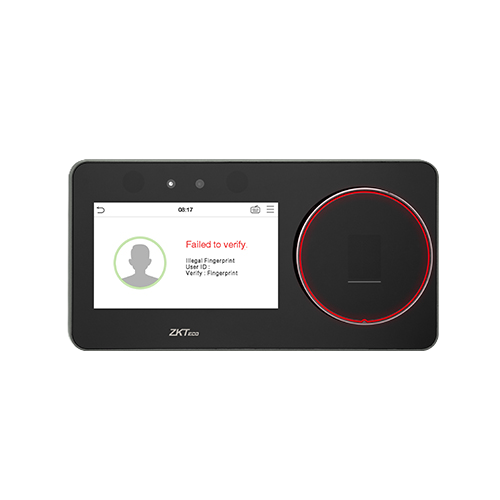 08:17
Failed to verify.
Illegal Fingerprint
User ID :
Verify : Fingerprint
ZKTECO